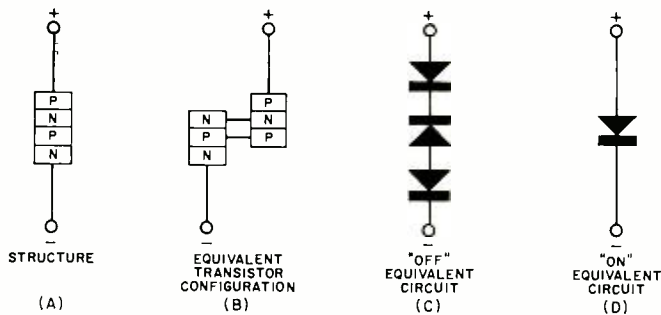 +
P
N
P
N
−
STRUCTURE
(A)
+
P
N N
P P
N
−
EQUIVALENT
TRANSISTOR
CONFIGURATION
(B)
+
−
"OFF"
EQUIVALENT
CIRCUIT
(C)
+
−
"ON"
EQUIVALENT
CIRCUIT
(D)